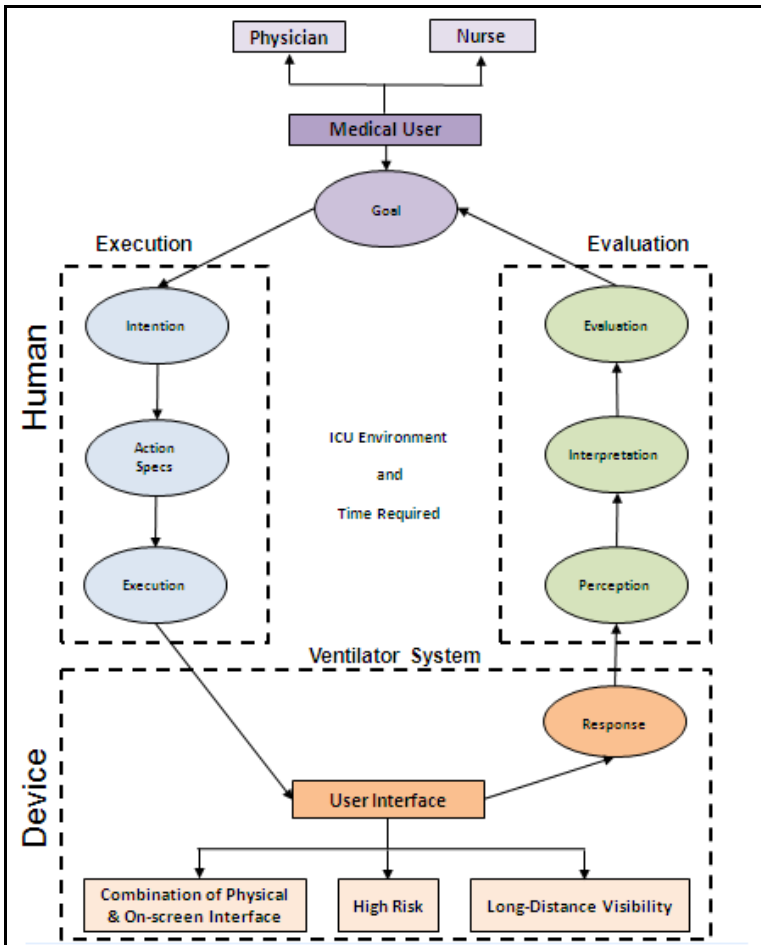 Physician
Nurse
Medical User
Goal
Execution
Evaluation
Human
Intention
Evaluation
Action
Specs
ICU Environment
and
Time Required
Interpretation
Execution
Perception
Ventilator System
Device
Response
User Interface
Combination of Physical
& On-screen Interface
High Risk
Long-Distance Visibility